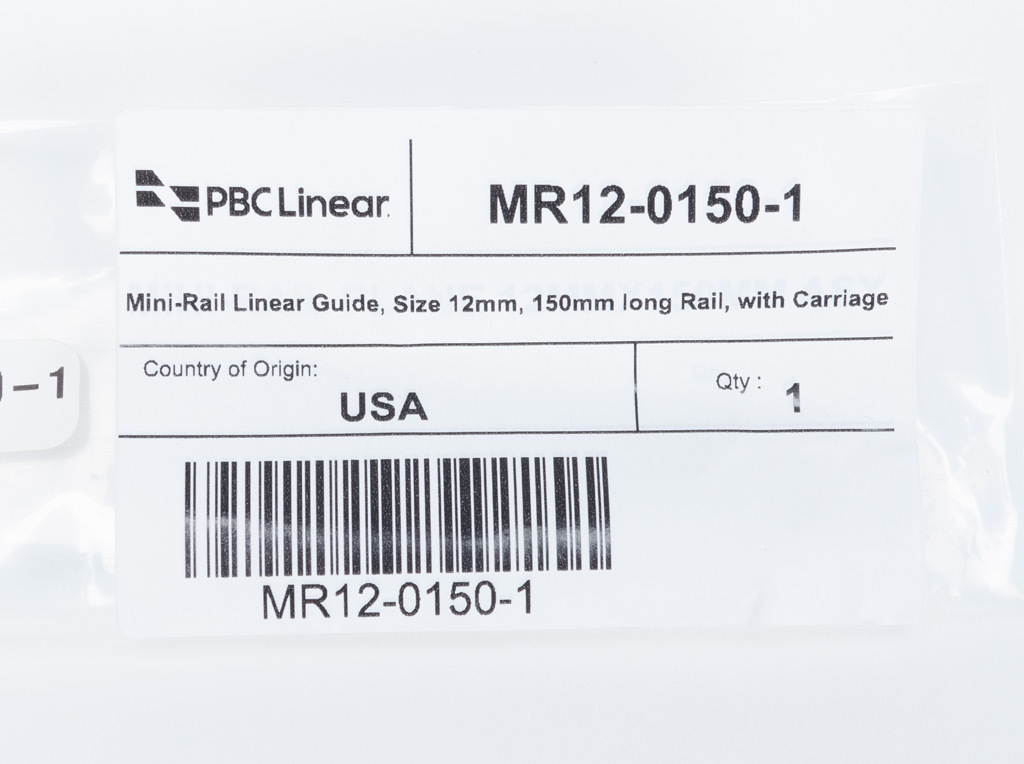 PBC Linear
MR12-0150-1
Mini-Rail Linear Guide, Size 12mm, 150mm long Rail, with Carriage
Country of Origin:
USA
Qty :
1
-1
MR12-0150-1